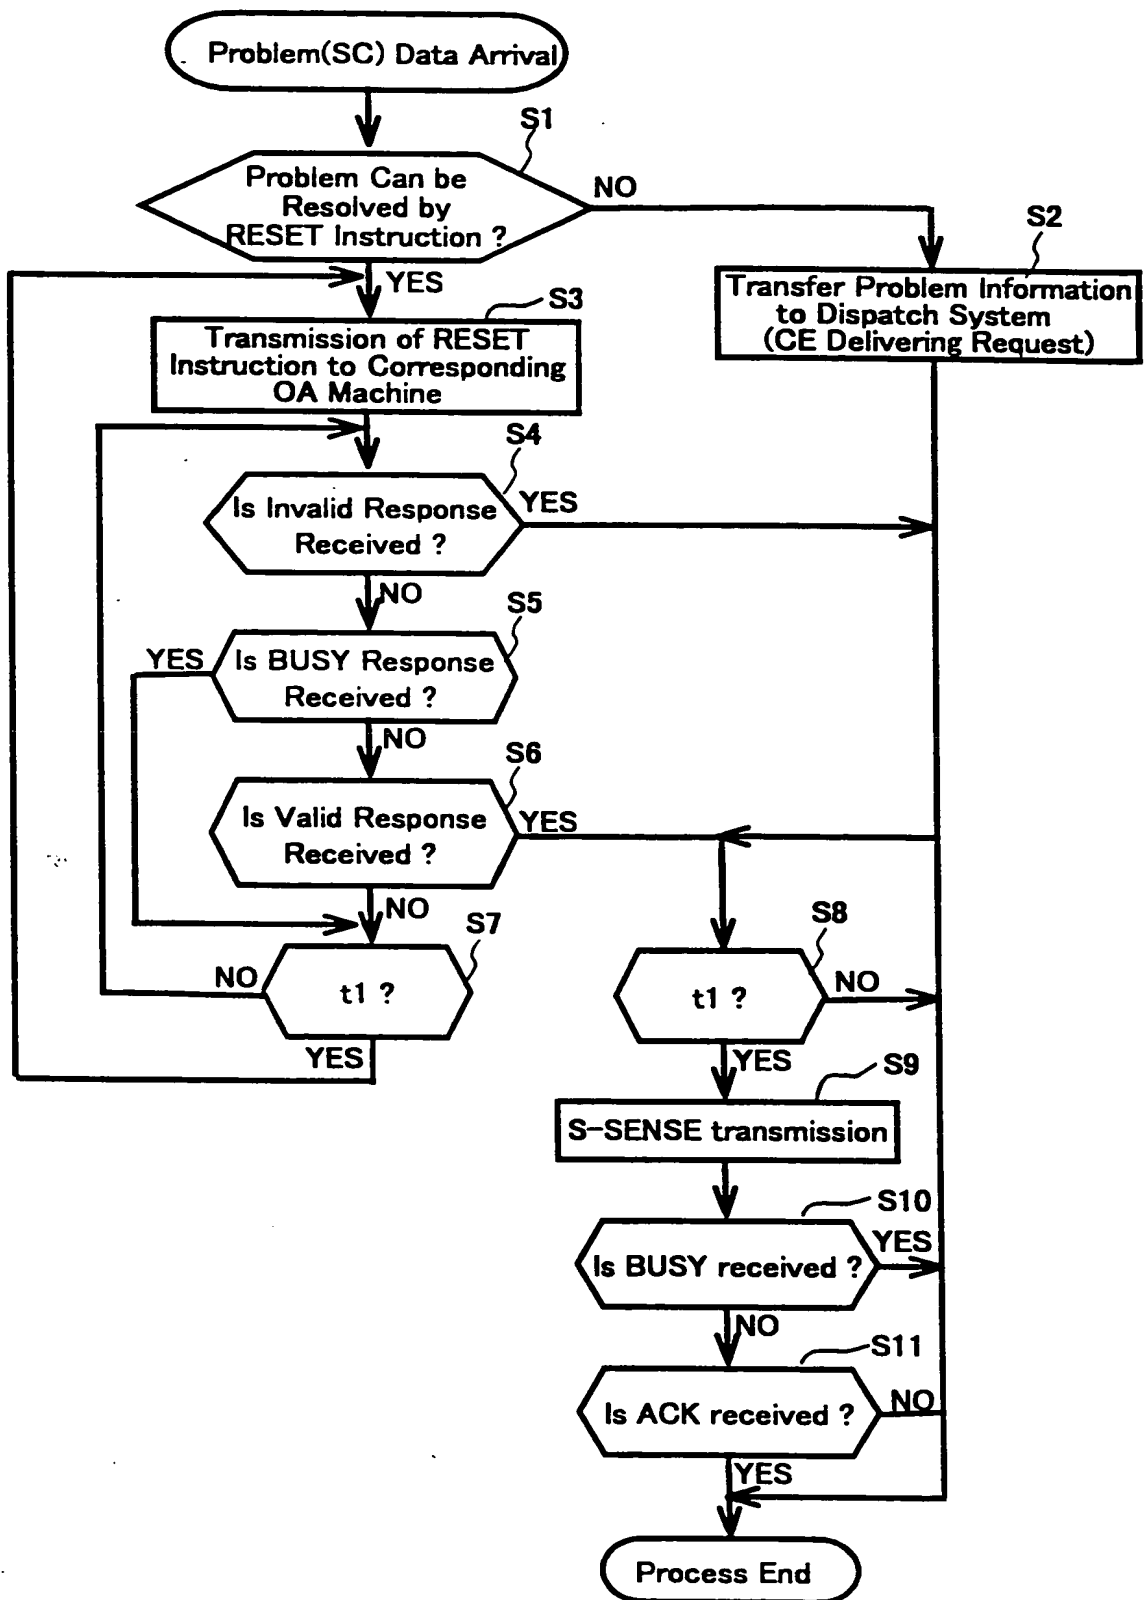 Problem(SC) Data Arrival
S1
Problem Can be
Resolved by
RESET Instruction ?
NO
S2
Transfer Problem Information
to Dispatch System
(CE Delivering Request)
YES
S3
Transmission of RESET
Instruction to Corresponding
OA Machine
S4
Is Invalid Response
Received ?
YES
NO
S5
YES
Is BUSY Response
Received ?
NO
S6
Is Valid Response
Received ?
YES
NO
S7
NO
t1 ?
YES
S8
t1 ?
NO
YES
S9
S-SENSE transmission
S10
Is BUSY received ?
YES
NO
S11
Is ACK received ?
NO
YES
Process End